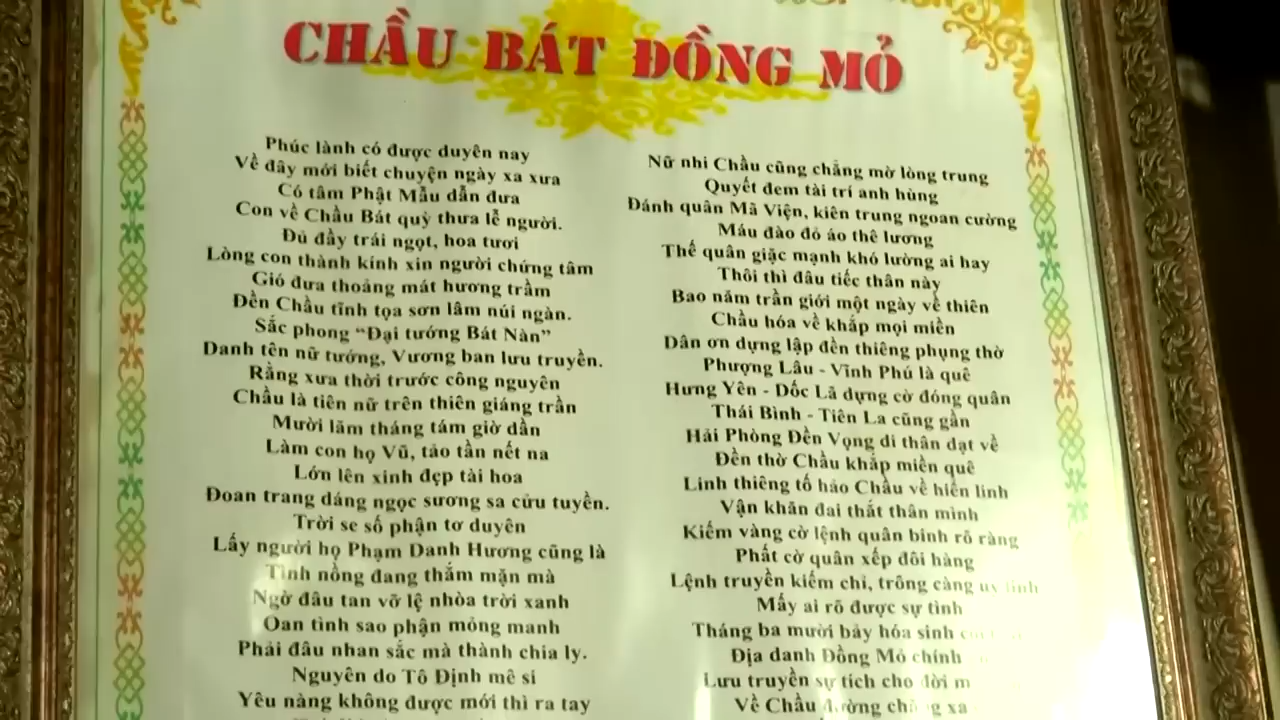 CHẦU BÁT ĐỒNG MỎ
Phúc lành có được duyên nay
Về đây mới biết chuyện ngày xa xưa
Có tâm Phật Mẫu dẫn đưa
Con về Chầu Bát quỳ thưa lễ người.
Đủ đầy trái ngọt, hoa tươi
Lòng con thành kính xin người chứng tâm
Gió đưa thoảng mát hương trầm
Đền Chầu tĩnh tọa sơn lâm núi ngàn.
Sắc phong “Đại tướng Bát Nàn”
Danh tên nữ tướng, Vương ban lưu truyền.
Rằng xưa thời trước công nguyên
Chầu là tiên nữ trên thiên giáng trần
Mười lăm tháng tám giờ dần
Làm con họ Vũ, tảo tần nết na
Lớn lên xinh đẹp tài hoa
Đoan trang dáng ngọc sương sa cửu tuyền.
Trời se số phận tơ duyên
Lấy người họ Phạm Danh Hương cũng là
Tình nồng đang thắm mặn mà
Ngờ đâu tan vỡ lệ nhòa trời xanh
Oan tình sao phận mỏng manh
Phải đâu nhan sắc mà thành chia ly.
Nguyên do Tô Định mê si
Yêu nàng không được mới thì ra tay
Nữ nhi Chầu cũng chẳng mờ lòng trung
Quyết đem tài trí anh hùng
Đánh quân Mã Viện, kiên trung ngoan cường
Máu đào đỏ áo thê lương
Thế quân giặc mạnh khó lường ai hay
Thôi thì đâu tiếc thân này
Bao năm trần giới một ngày về thiên
Chầu hóa về khắp mọi miền
Dân ơn dựng lập đền thiêng phụng thờ
Phượng Lâu - Vĩnh Phú là quê
Hưng Yên - Dốc Lã dựng cờ đóng quân
Thái Bình - Tiên La cũng gần
Hải Phòng Đền Vọng di thân dạt về
Đền thờ Chầu khắp miền quê
Linh thiêng tố hảo Chầu về hiển linh
Vận khăn đai thắt thân mình
Kiếm vàng cờ lệnh quân binh rõ ràng
Phất cờ quân xếp đôi hàng
Lệnh truyền kiếm chỉ, trông càng uy linh
Mấy ai rõ được sự tình
Tháng ba mười bảy hóa sinh
Địa danh Đồng Mỏ chính
Lưu truyền sự tích cho đời
Về Chầu đường chẳng xa